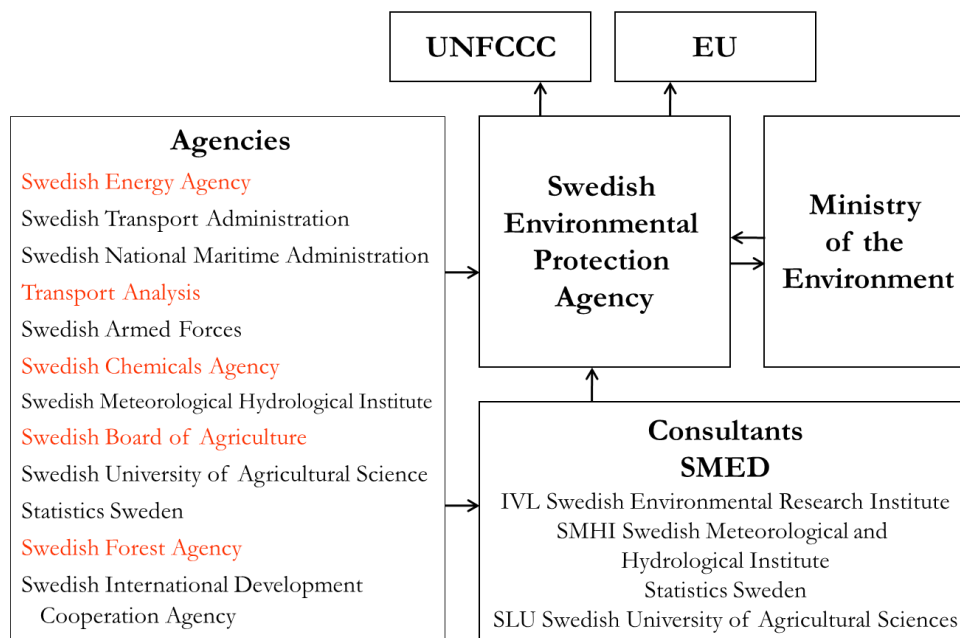 UNFCCC
EU
Agencies
Swedish Energy Agency
Swedish Transport Administration
Swedish National Maritime Administration
Transport Analysis
Swedish Armed Forces
Swedish Chemicals Agency
Swedish Meteorological Hydrological Institute
Swedish Board of Agriculture
Swedish University of Agricultural Science
Statistics Sweden
Swedish Forest Agency
Swedish International Development
Cooperation Agency
Swedish
Environmental
Protection
Agency
Ministry
of the
Environment
Consultants
SMED
IVL Swedish Environmental Research Institute
SMHI Swedish Meteorological and
Hydrological Institute
Statistics Sweden
SLU Swedish University of Agricultural Sciences